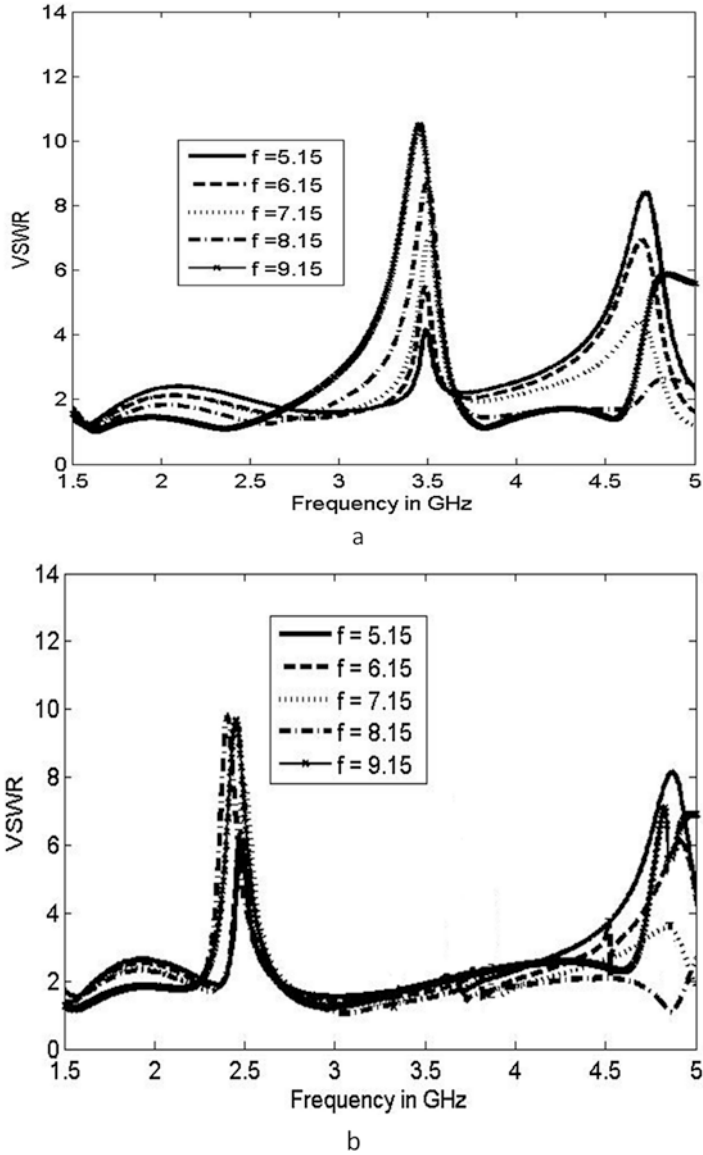 14
12
10
8
6
4
2
0
VSWR
f =5.15
f =6.15
f =7.15
f =8.15
f =9.15
1.5 2 2.5 3 3.5 4 4.5 5
Frequency in GHz
a
14
12
10
8
6
4
2
0
VSWR
f = 5.15
f = 6.15
f = 7.15
f = 8.15
f = 9.15
1.5 2 2.5 3 3.5 4 4.5 5
Frequency in GHz
b